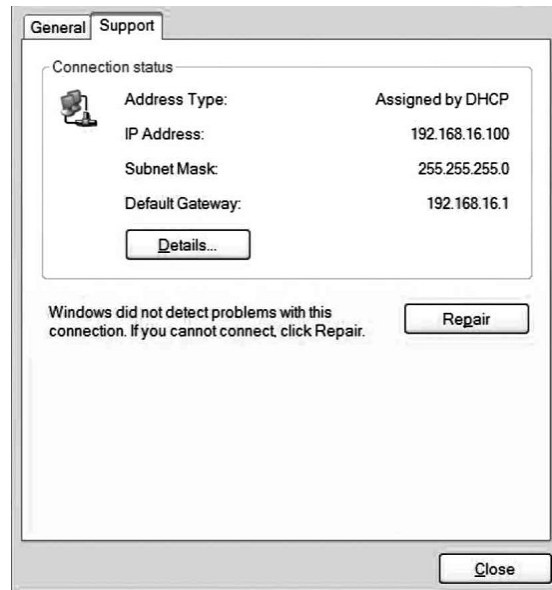 General Support
Connection status
Address Type: Assigned by DHCP
IP Address: 192.168.16.100
Subnet Mask: 255.255.255.0
Default Gateway: 192.168.16.1
Details...
Windows did not detect problems with this
connection. If you cannot connect, click Repair.
Repair
Close